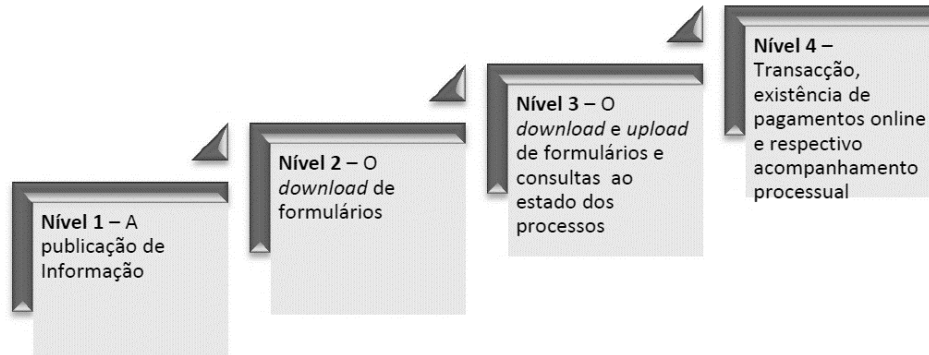 Nível 1 – A
publicação de
Informação
Nível 2 – O
download de
formulários
Nível 3 – O
download e upload
de formulários e
consultas ao
estado dos
processos
Nível 4 –
Transacção,
existência de
pagamentos online
e respectivo
acompanhamento
processual